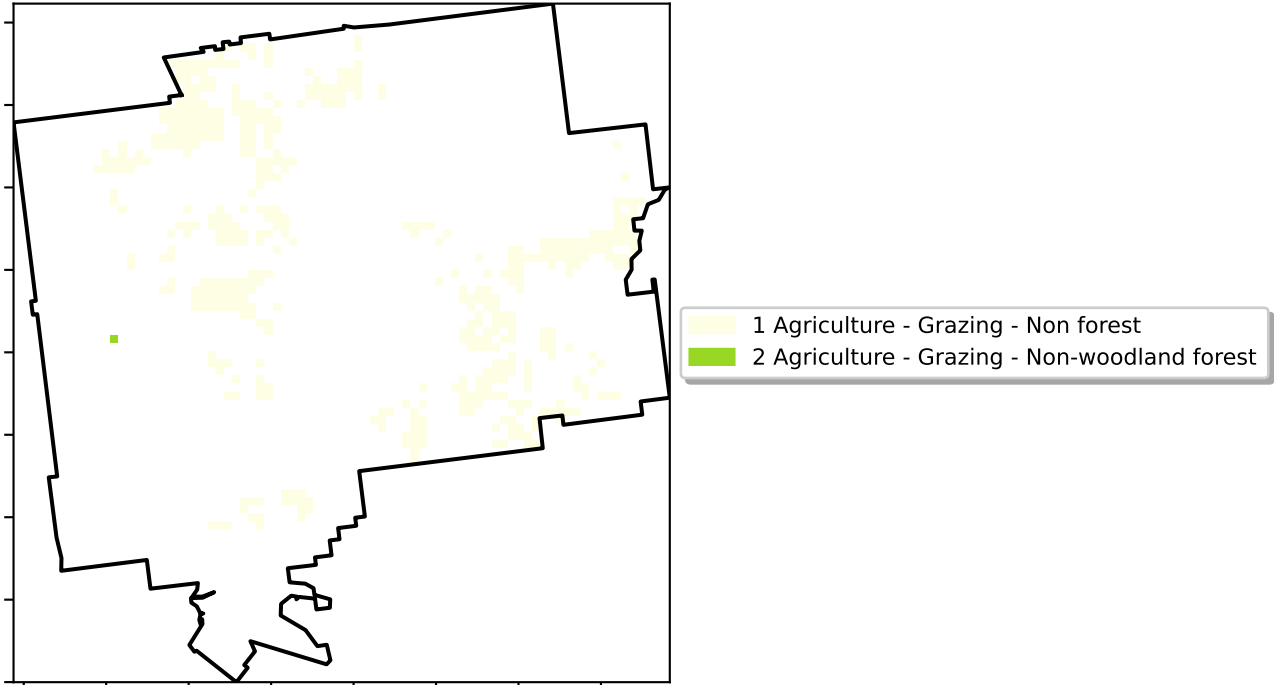 1 Agriculture - Grazing - Non forest
2 Agriculture - Grazing - Non-woodland forest